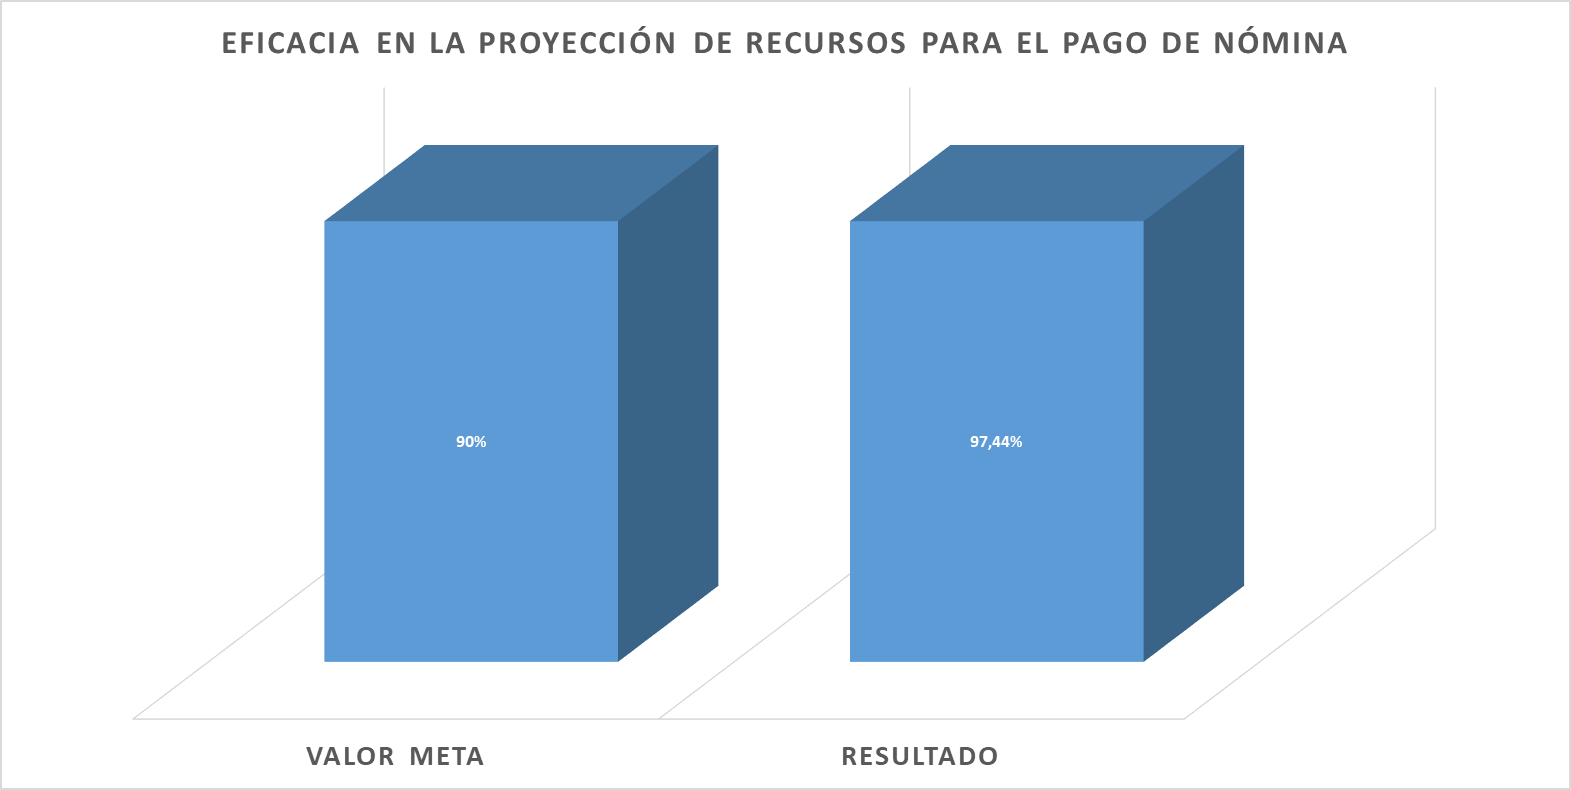 EFICACIA EN LA PROYECCIÓN DE RECURSOS PARA EL PAGO DE NÓMINA
90%
97,44%
VALOR META
RESULTADO